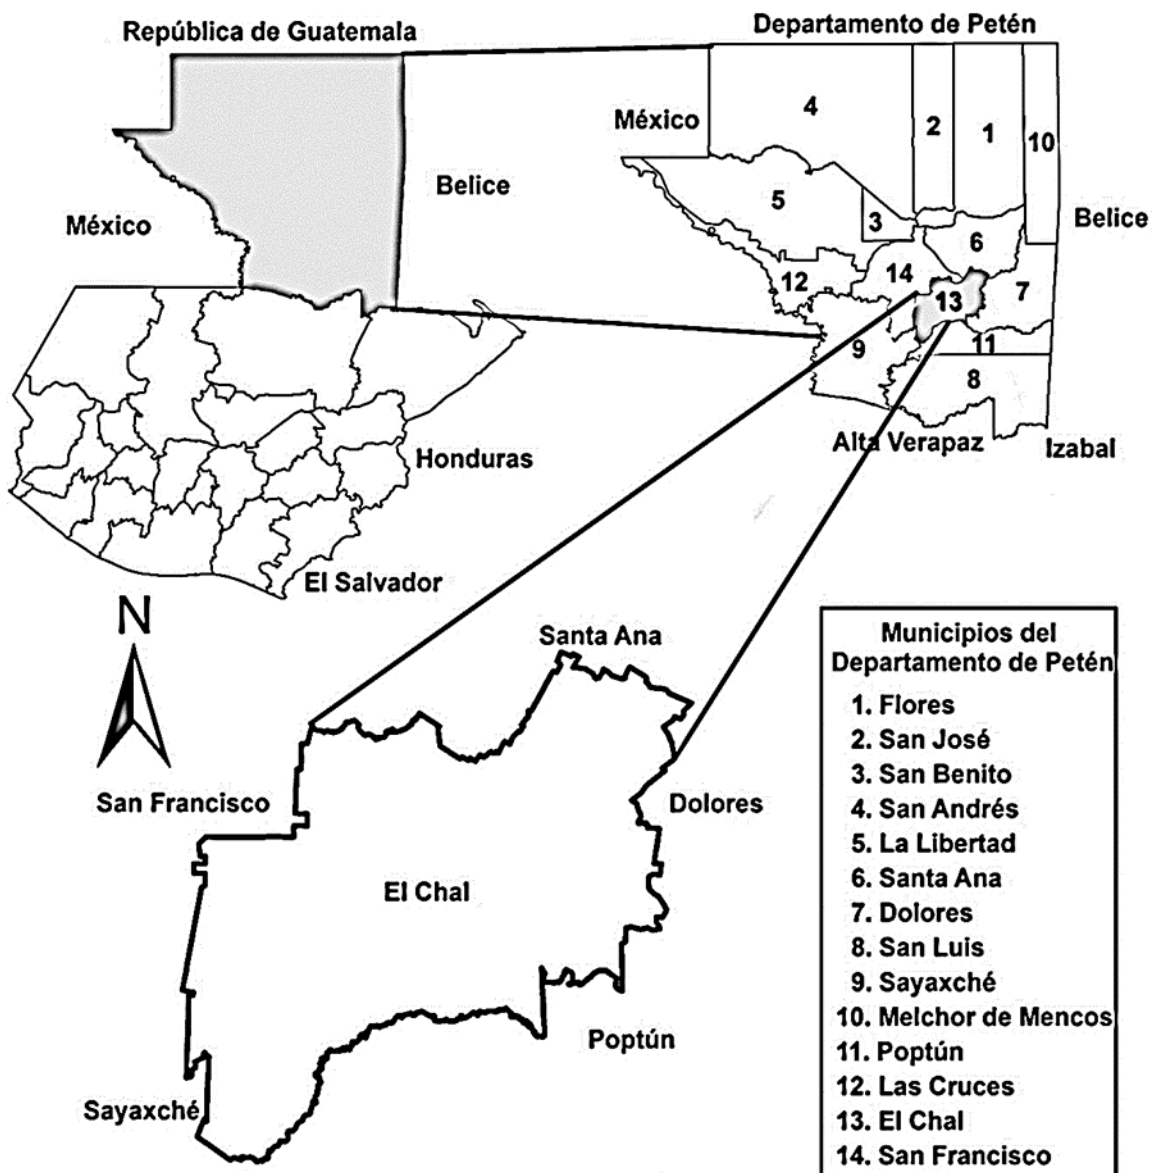 República de Guatemala
Departamento de Petén
México
4
2
1
10
México
Belice
5
3
6
Belice
12
14
13
7
9
11
8
Honduras
Alta Verapaz
Izabal
El Salvador
N
Santa Ana
San Francisco
Dolores
El Chal
Poptún
Sayaxché
Municipios del
Departamento de Petén
1. Flores
2. San José
3. San Benito
4. San Andrés
5. La Libertad
6. Santa Ana
7. Dolores
8. San Luis
9. Sayaxché
10. Melchor de Mencos
11. Poptún
12. Las Cruces
13. El Chal
14. San Francisco